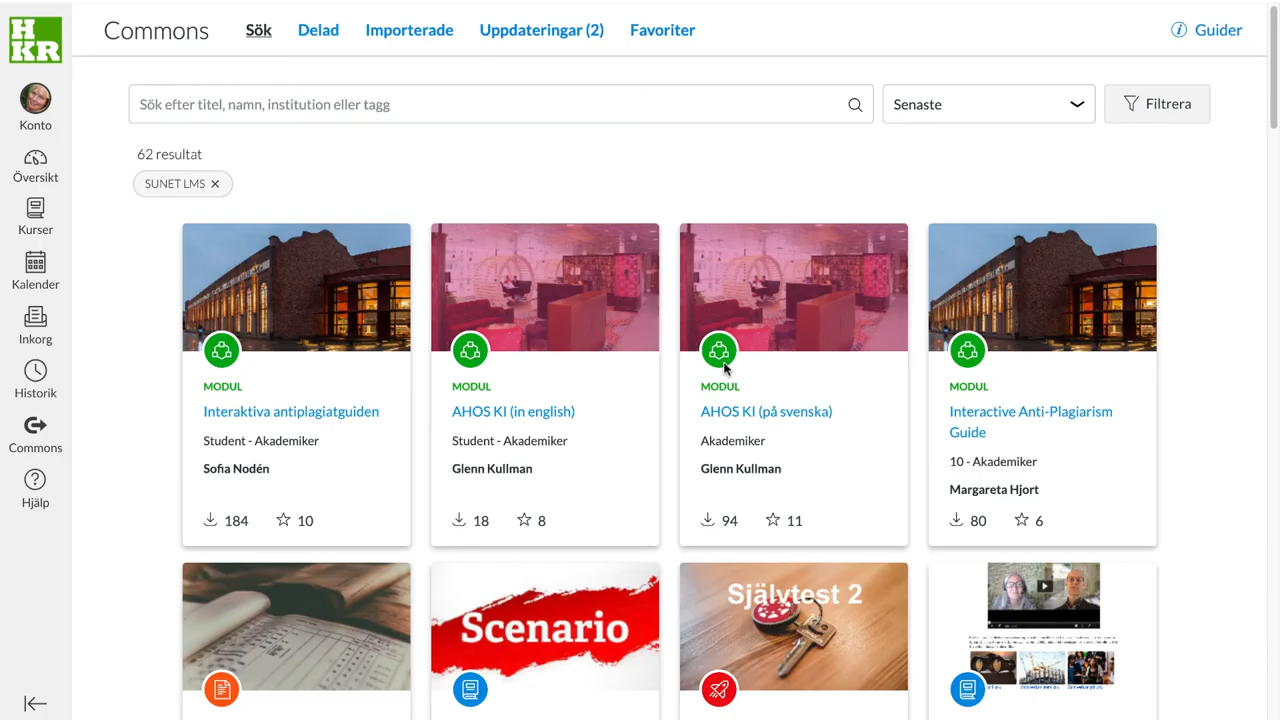 HKR
Commons
Sök
Delad
Importerade
Uppdateringar (2)
Favoriter
Guider
Konto
Översikt
Kurser
Kalender
Inkorg
Historik
Commons
Hjälp
Sök efter titel, namn, institution eller tagg
Senaste
Filtrera
62 resultat
SUNET LMS
MODUL
Interaktiva antiplagiatguiden
Student - Akademiker
Sofia Nodén
184
10
MODUL
AHOS KI (in english)
Student - Akademiker
Glenn Kullman
18
8
MODUL
AHOS KI (på svenska)
Akademiker
Glenn Kullman
94
11
MODUL
Interactive Anti-Plagiarism
Guide
10 - Akademiker
Margareta Hjort
80
6
Scenario
Självtest 2